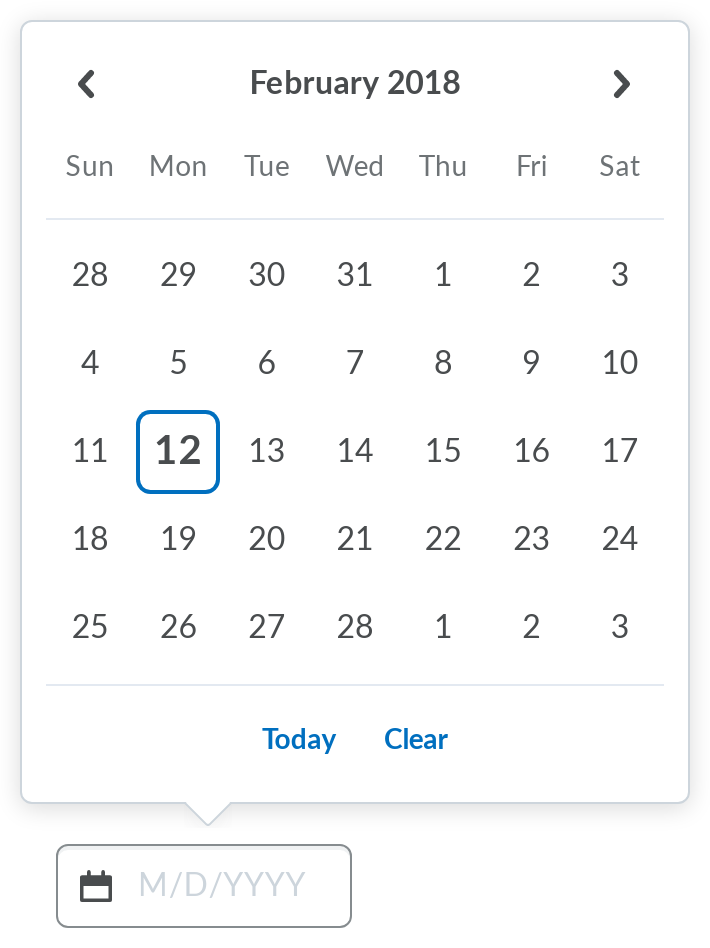 February 2018
Sun Mon Tue Wed Thu Fri Sat
28 29 30 31 1 2 3
4 5 6 7 8 9 10
11 12 13 14 15 16 17
18 19 20 21 22 23 24
25 26 27 28 1 2 3
Today Clear
M/D/YYYY